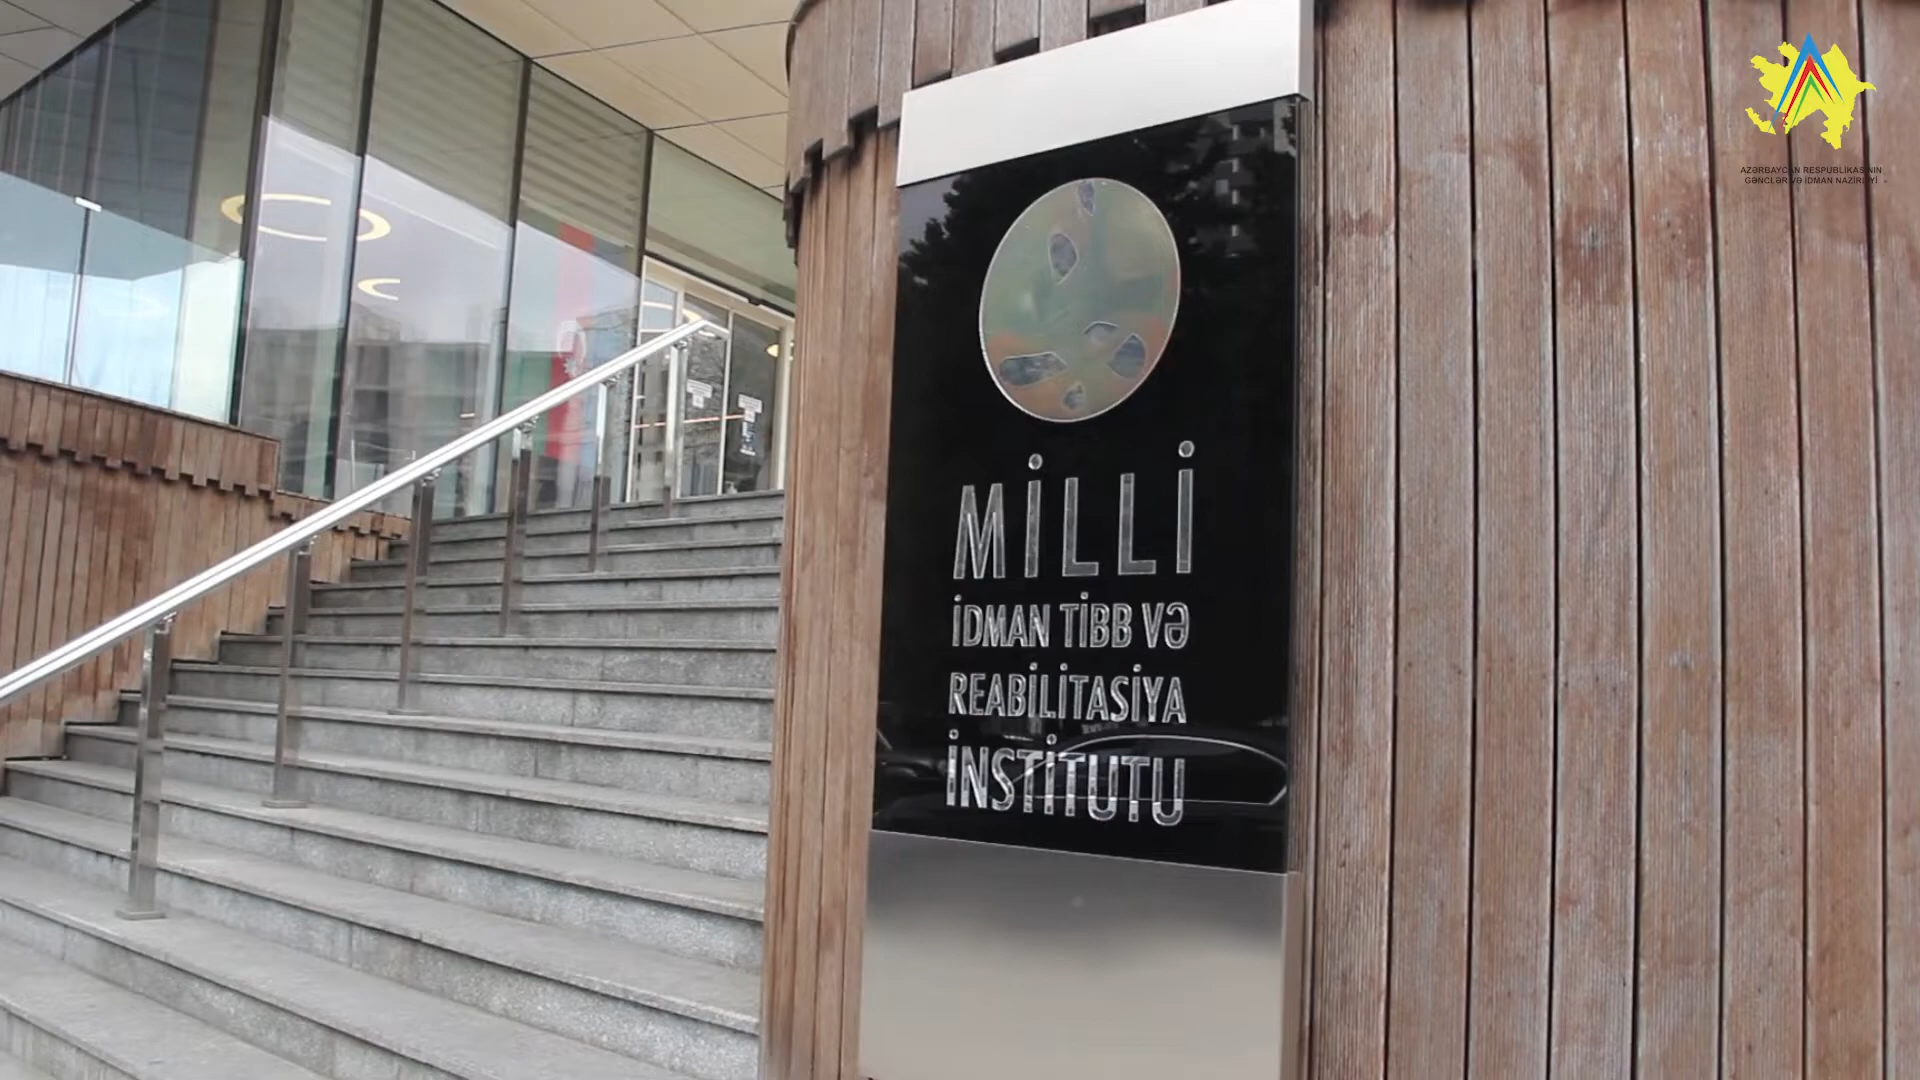 MİLLİ
İDMAN TİBB VƏ
REABİLİTASİYA
İNSTİTUTU
AZƏRBAYCAN RESPUBLİKASININ
GƏNCLƏR VƏ İDMAN NAZİRLİYİ